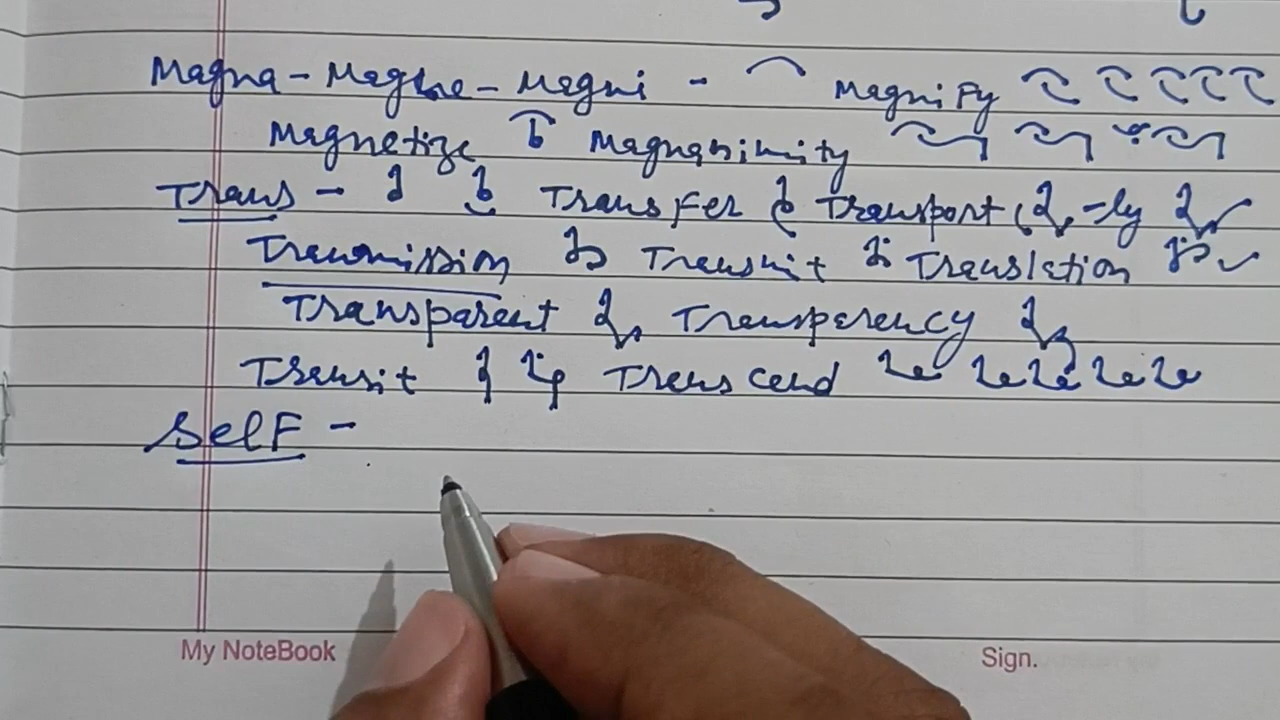 Magna - Magne - Magni - Magnify
Magnetize Magnanimity
Trans - Transfer Transport, -ly
Transmission Transmit Translation
Transparent Transparency
Transit Transcend
Self -
My NoteBook Sign.